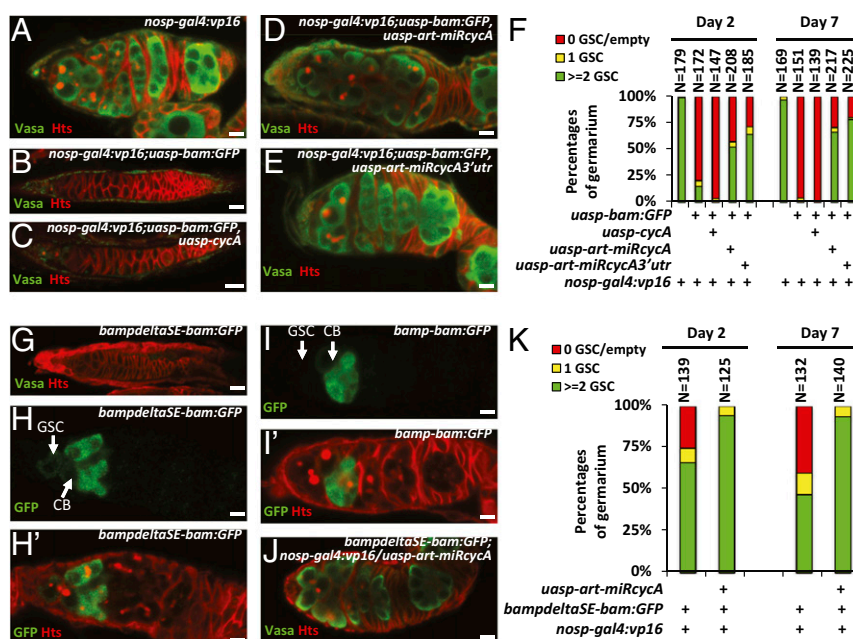 A
nosp-gal4:vp16
Vasa Hts
B
nosp-gal4:vp16;uasp-bam:GFP
Vasa Hts
C
nosp-gal4:vp16;uasp-bam:GFP,
uasp-cycA
Vasa Hts
D
nosp-gal4:vp16;uasp-bam:GFP,
uasp-art-miRcycA
Vasa Hts
E
nosp-gal4:vp16;uasp-bam:GFP,
uasp-art-miRcycA3'utr
Vasa Hts
F
Day 2
Day 7
0 GSC/empty
1 GSC
>=2 GSC
N=179
N=172
N=147
N=208
N=185
N=169
N=151
N=139
N=217
N=225
Percentages
of germarium
100%
75%
50%
25%
0%
uasp-bam:GFP + + + + + + + +
uasp-cycA + +
uasp-art-miRcycA + +
uasp-art-miRcycA3'utr + +
nosp-gal4:vp16 + + + + + + + + + +
G
bampdeltaSE-bam:GFP
Vasa Hts
H
bampdeltaSE-bam:GFP
GSC
CB
GFP
H'
GFP Hts
I
bamp-bam:GFP
GSC
CB
GFP
I'
bamp-bam:GFP
GFP Hts
J
bampdeltaSE-bam:GFP;
nosp-gal4:vp16/uasp-art-miRcycA
Vasa Hts
K
Day 2
Day 7
0 GSC/empty
1 GSC
>=2 GSC
N=139
N=125
N=132
N=140
Percentages
of germarium
100%
75%
50%
25%
0%
uasp-art-miRcycA + +
bampdeltaSE-bam:GFP + + + +
nosp-gal4:vp16 + + + +